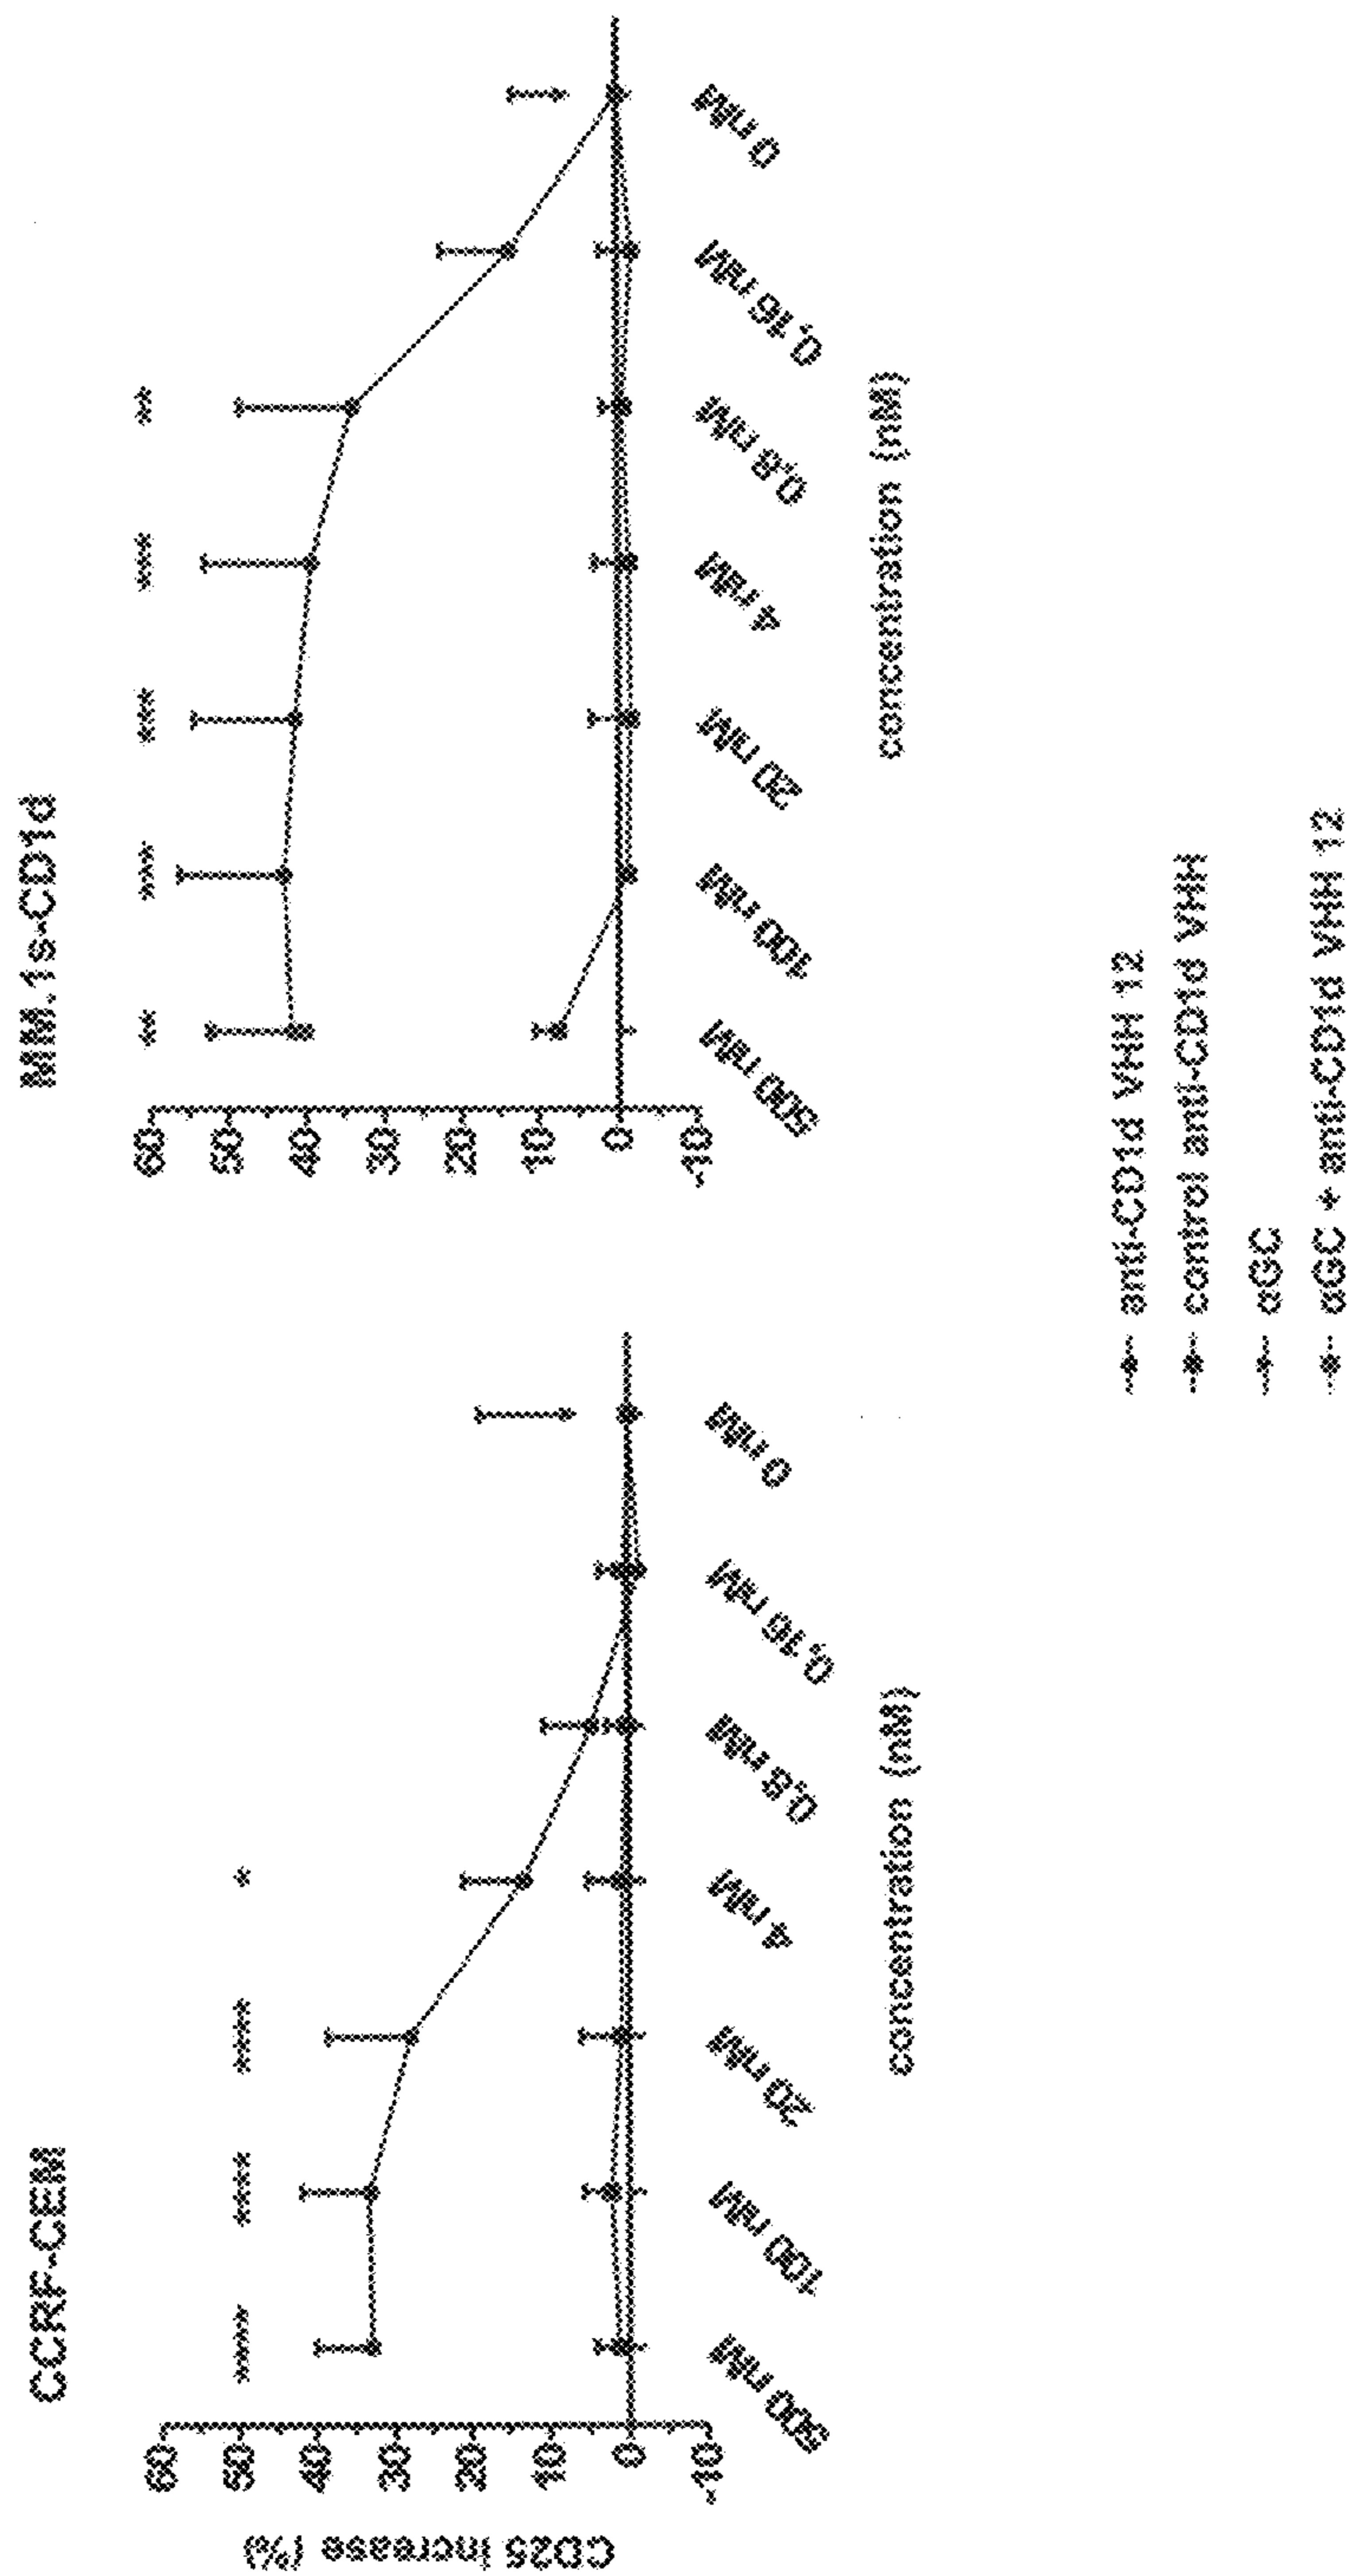 CCRF-CEM
CD25 increase (%)
60
50
40
30
20
10
0
-10
**** **** **** *
500 nM 100 nM 20 nM 4 nM 0,8 nM 0,16 nM 0 nM
concentration (nM)
MM.1s-CD1d
60
50
40
30
20
10
0
-10
** *** *** *** **
500 nM 100 nM 20 nM 4 nM 0,8 nM 0,16 nM 0 nM
concentration (nM)
anti-CD1d VHH 12
control anti-CD1d VHH
αGC
αGC + anti-CD1d VHH 12